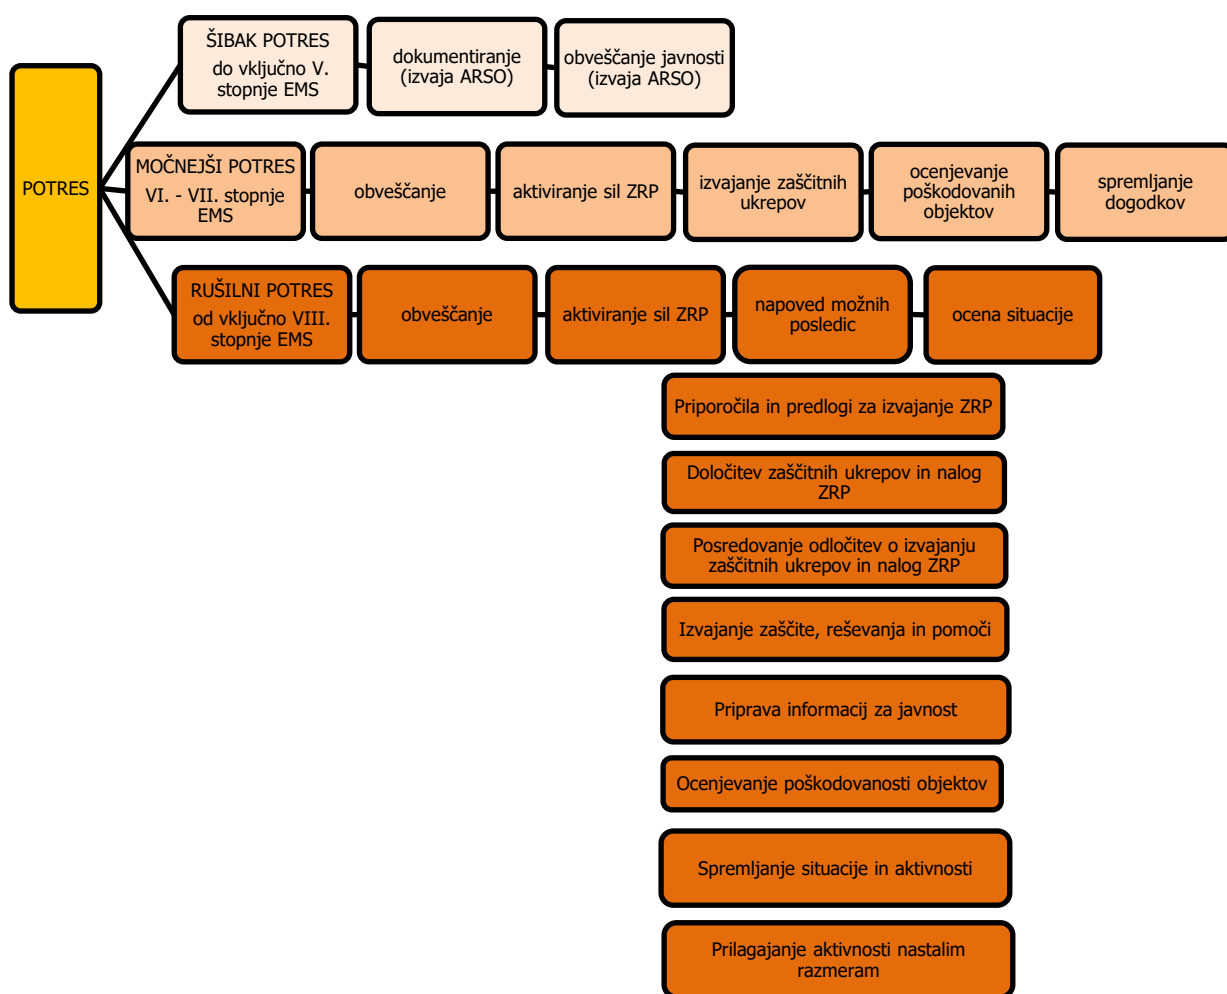 POTRES
ŠIBAK POTRES
do vključno V.
stopnje EMS
dokumentiranje
(izvaja ARSO)
obveščanje javnosti
(izvaja ARSO)
MOČNEJŠI POTRES
VI. - VII. stopnje
EMS
obveščanje
aktiviranje sil ZRP
izvajanje zaščitnih
ukrepov
ocenjevanje
poškodovanih
objektov
spremljanje
dogodkov
RUŠILNI POTRES
od vključno VIII.
stopnje EMS
obveščanje
aktiviranje sil ZRP
napoved možnih
posledic
ocena situacije
Priporočila in predlogi za izvajanje ZRP
Določitev zaščitnih ukrepov in nalog
ZRP
Posredovanje odločitev o izvajanju
zaščitnih ukrepov in nalog ZRP
Izvajanje zaščite, reševanja in pomoči
Priprava informacij za javnost
Ocenjevanje poškodovanosti objektov
Spremljanje situacije in aktivnosti
Prilagajanje aktivnosti nastalim
razmeram